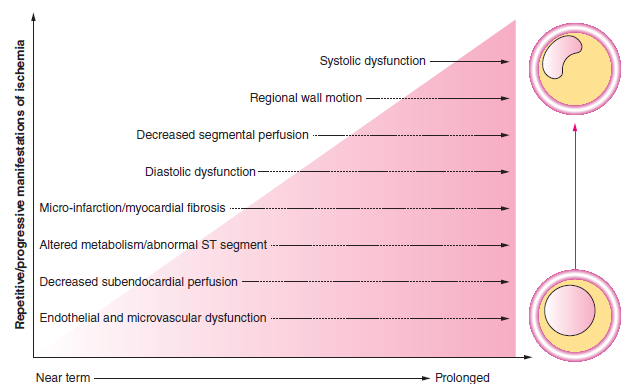 Repetitive/progressive manifestations of ischemia
Systolic dysfunction
Regional wall motion
Decreased segmental perfusion
Diastolic dysfunction
Micro-infarction/myocardial fibrosis
Altered metabolism/abnormal ST segment
Decreased subendocardial perfusion
Endothelial and microvascular dysfunction
Near term
Prolonged